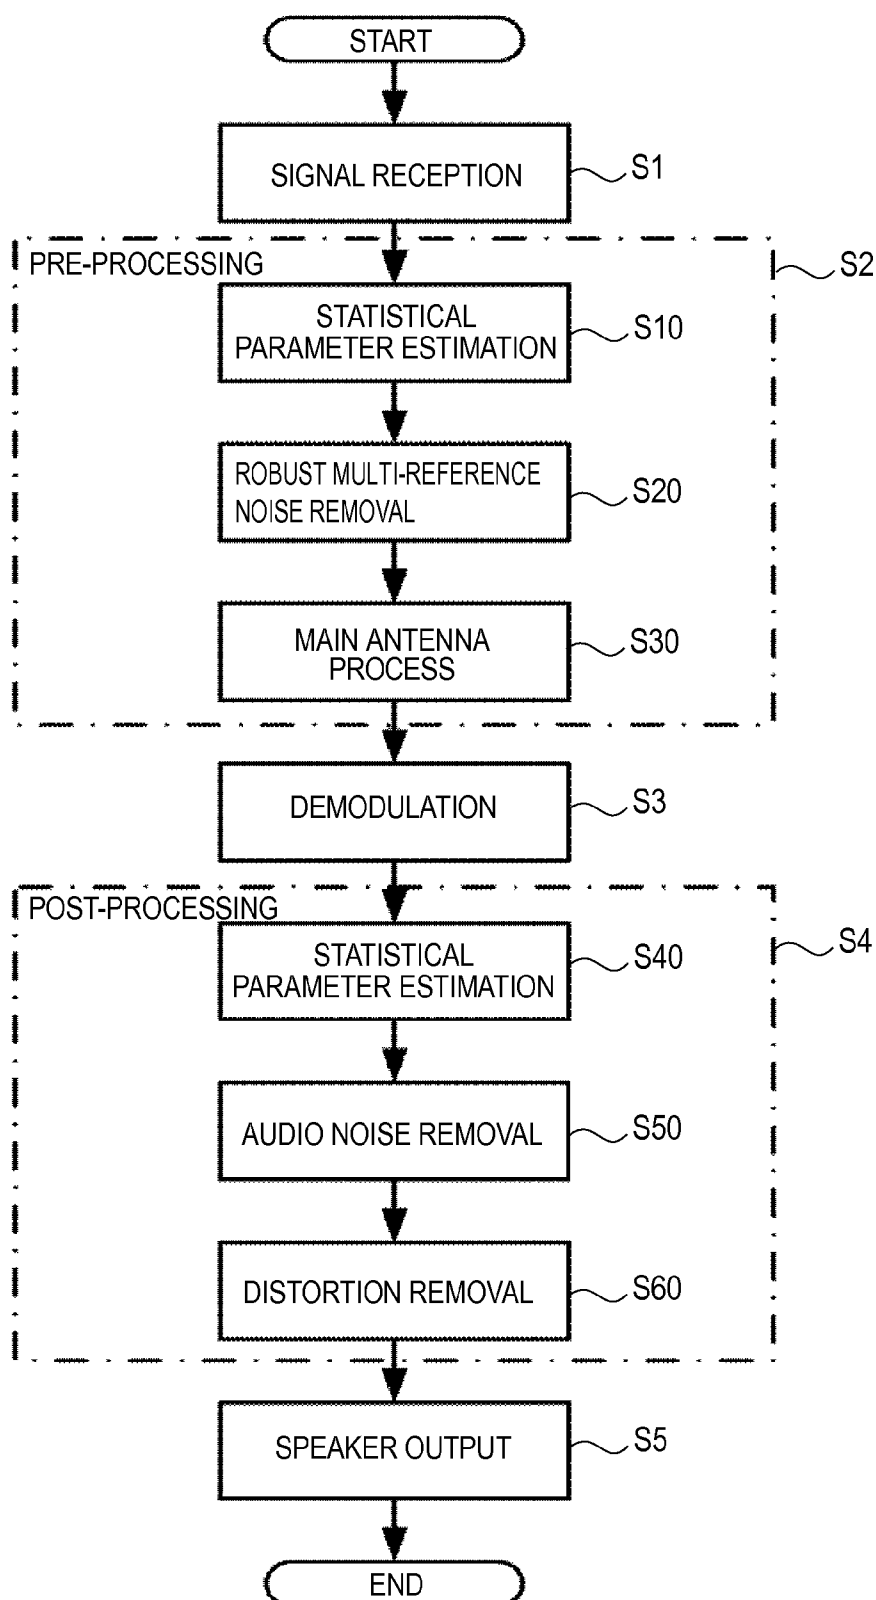 START
SIGNAL RECEPTION
S1
PRE-PROCESSING
S2
STATISTICAL
PARAMETER ESTIMATION
S10
ROBUST MULTI-REFERENCE
NOISE REMOVAL
S20
MAIN ANTENNA
PROCESS
S30
DEMODULATION
S3
POST-PROCESSING
S4
STATISTICAL
PARAMETER ESTIMATION
S40
AUDIO NOISE REMOVAL
S50
DISTORTION REMOVAL
S60
SPEAKER OUTPUT
S5
END